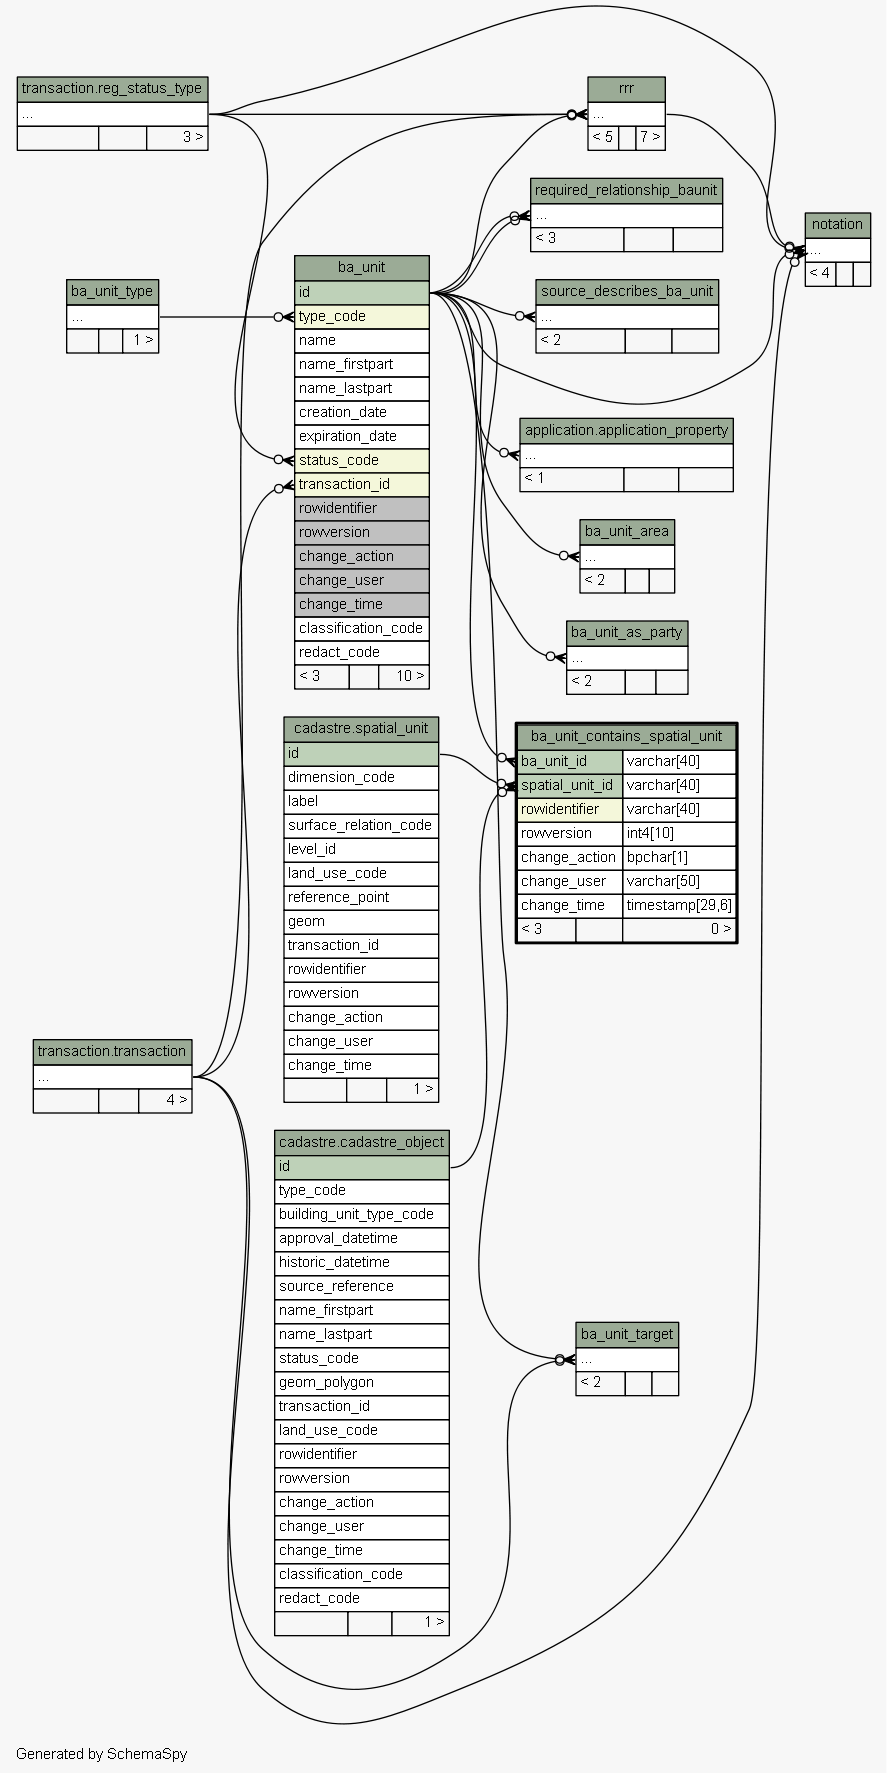 transaction.reg_status_type
...
3 >
rrr
...
< 5 7 >
required_relationship_baunit
...
< 3
notation
...
< 4
ba_unit_type
...
1 >
source_describes_ba_unit
...
< 2
ba_unit
id
type_code
name
name_firstpart
name_lastpart
creation_date
expiration_date
status_code
transaction_id
rowidentifier
rowversion
change_action
change_user
change_time
classification_code
redact_code
< 3 10 >
application.application_property
...
< 1
ba_unit_area
...
< 2
ba_unit_as_party
...
< 2
cadastre.spatial_unit
id
dimension_code
label
surface_relation_code
level_id
land_use_code
reference_point
geom
transaction_id
rowidentifier
rowversion
change_action
change_user
change_time
1 >
ba_unit_contains_spatial_unit
ba_unit_id varchar[40]
spatial_unit_id varchar[40]
rowidentifier varchar[40]
rowversion int4[10]
change_action bpchar[1]
change_user varchar[50]
change_time timestamp[29,6]
< 3 0 >
transaction.transaction
...
4 >
cadastre.cadastre_object
id
type_code
building_unit_type_code
approval_datetime
historic_datetime
source_reference
name_firstpart
name_lastpart
status_code
geom_polygon
transaction_id
land_use_code
rowidentifier
rowversion
change_action
change_user
change_time
classification_code
redact_code
1 >
ba_unit_target
...
< 2
Generated by SchemaSpy